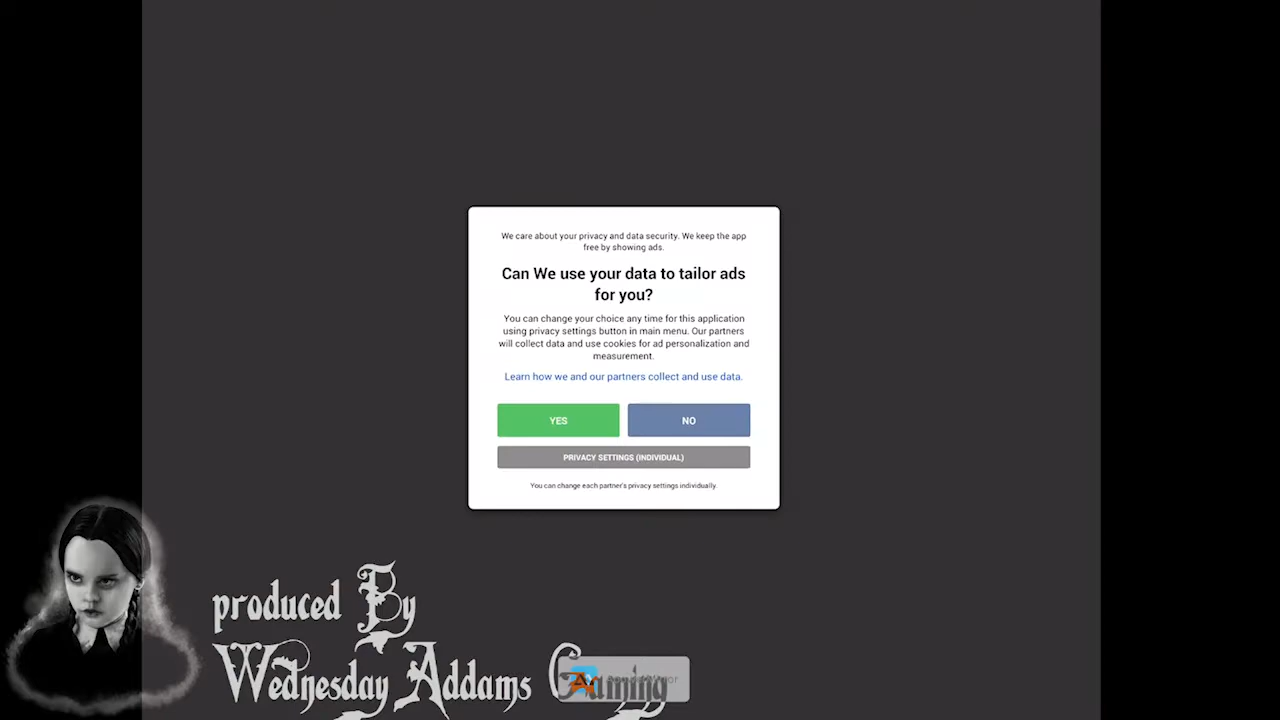 We care about your privacy and data security. We keep the app
free by showing ads.
Can We use your data to tailor ads
for you?
You can change your choice any time for this application
using privacy settings button in main menu. Our partners
will collect data and use cookies for ad personalization and
measurement.
Learn how we and our partners collect and use data.
YES
NO
PRIVACY SETTINGS (INDIVIDUAL)
You can change each partner's privacy settings individually.
produced By
Wednesday Addams Gaming